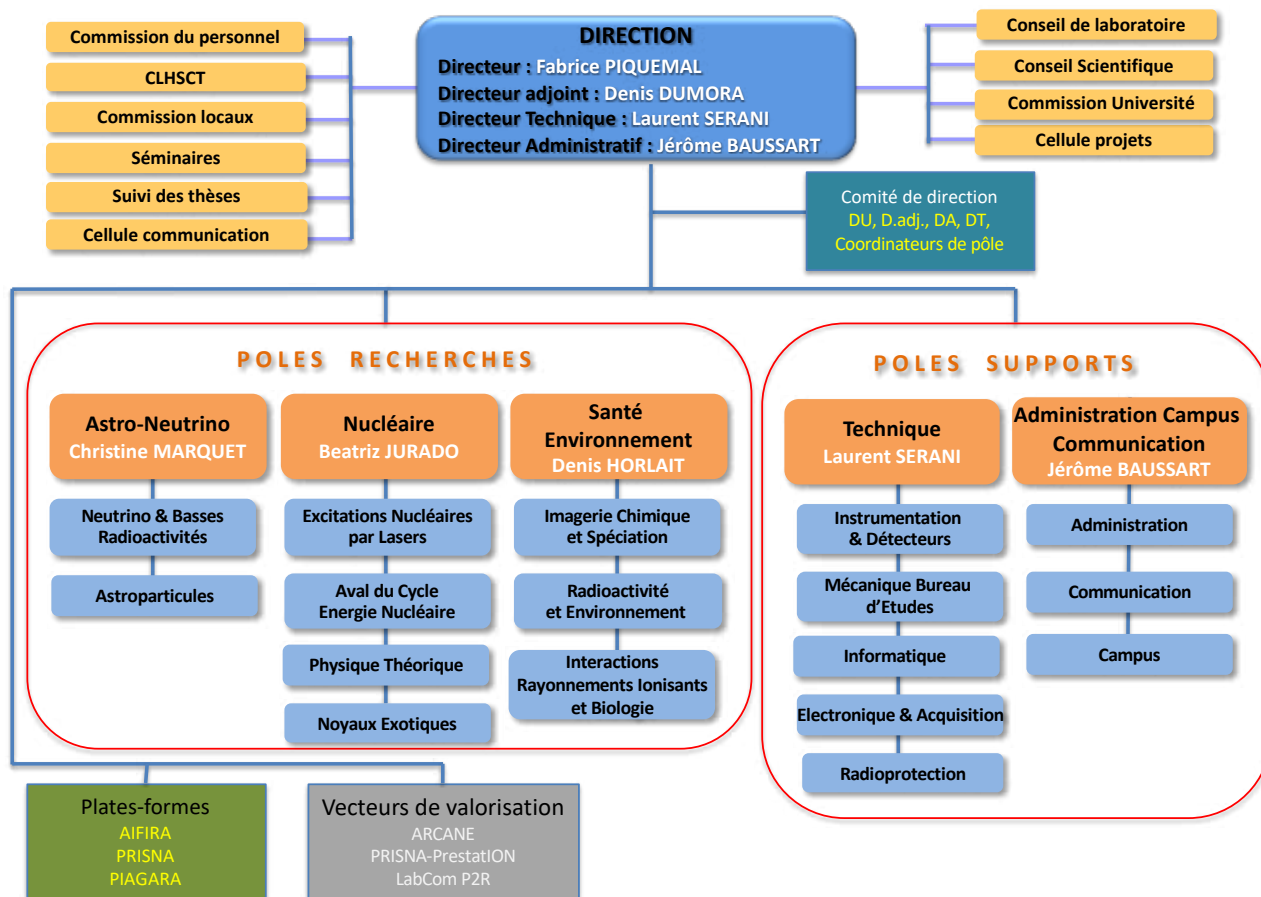 Commission du personnel
CLHSCT
Commission locaux
Séminaires
Suivi des thèses
Cellule communication
DIRECTION
Directeur : Fabrice PIQUEMAL
Directeur adjoint : Denis DUMORA
Directeur Technique : Laurent SERANI
Directeur Administratif : Jérôme BAUSSART
Conseil de laboratoire
Conseil Scientifique
Commission Université
Cellule projets
Comité de direction
DU, D.adj., DA, DT,
Coordinateurs de pôle
POLES RECHERCHES
Astro-Neutrino
Christine MARQUET
Neutrino & Basses
Radioactivités
Astroparticules
Nucléaire
Beatriz JURADO
Excitations Nucléaires
par Lasers
Aval du Cycle
Energie Nucléaire
Physique Théorique
Noyaux Exotiques
Santé
Environnement
Denis HORLAIT
Imagerie Chimique
et Spéciation
Radioactivité
et Environnement
Interactions
Rayonnements Ionisants
et Biologie
POLES SUPPORTS
Technique
Laurent SERANI
Instrumentation
& Détecteurs
Mécanique Bureau
d’Etudes
Informatique
Electronique & Acquisition
Radioprotection
Administration Campus
Communication
Jérôme BAUSSART
Administration
Communication
Campus
Plates-formes
AIFIRA
PRISNA
PIAGARA
Vecteurs de valorisation
ARCANE
PRISNA-PrestatION
LabCom P2R